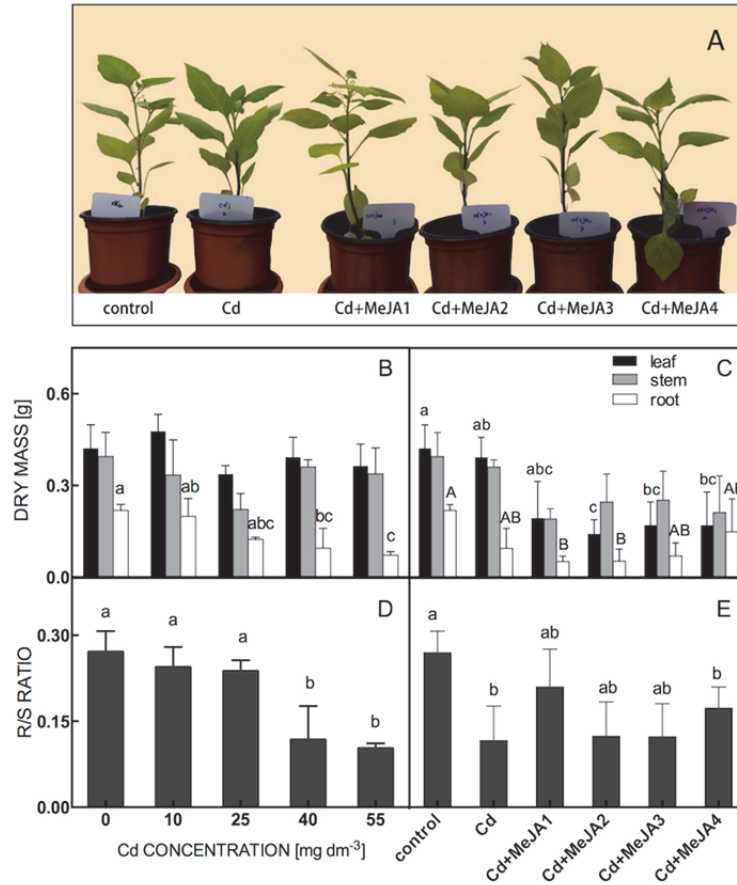 A
control Cd Cd+MeJA1 Cd+MeJA2 Cd+MeJA3 Cd+MeJA4
B
C
leaf
stem
root
DRY MASS [g]
0.6
0.3
0.0
a ab abc bc c
a ab abc c bc bc
A AB B B AB
D
E
R/S RATIO
0.30
0.15
0.00
a a a b b
a b ab ab ab b
0 10 25 40 55
Cd CONCENTRATION [mg dm-3]
control Cd Cd+MeJA1 Cd+MeJA2 Cd+MeJA3 Cd+MeJA4